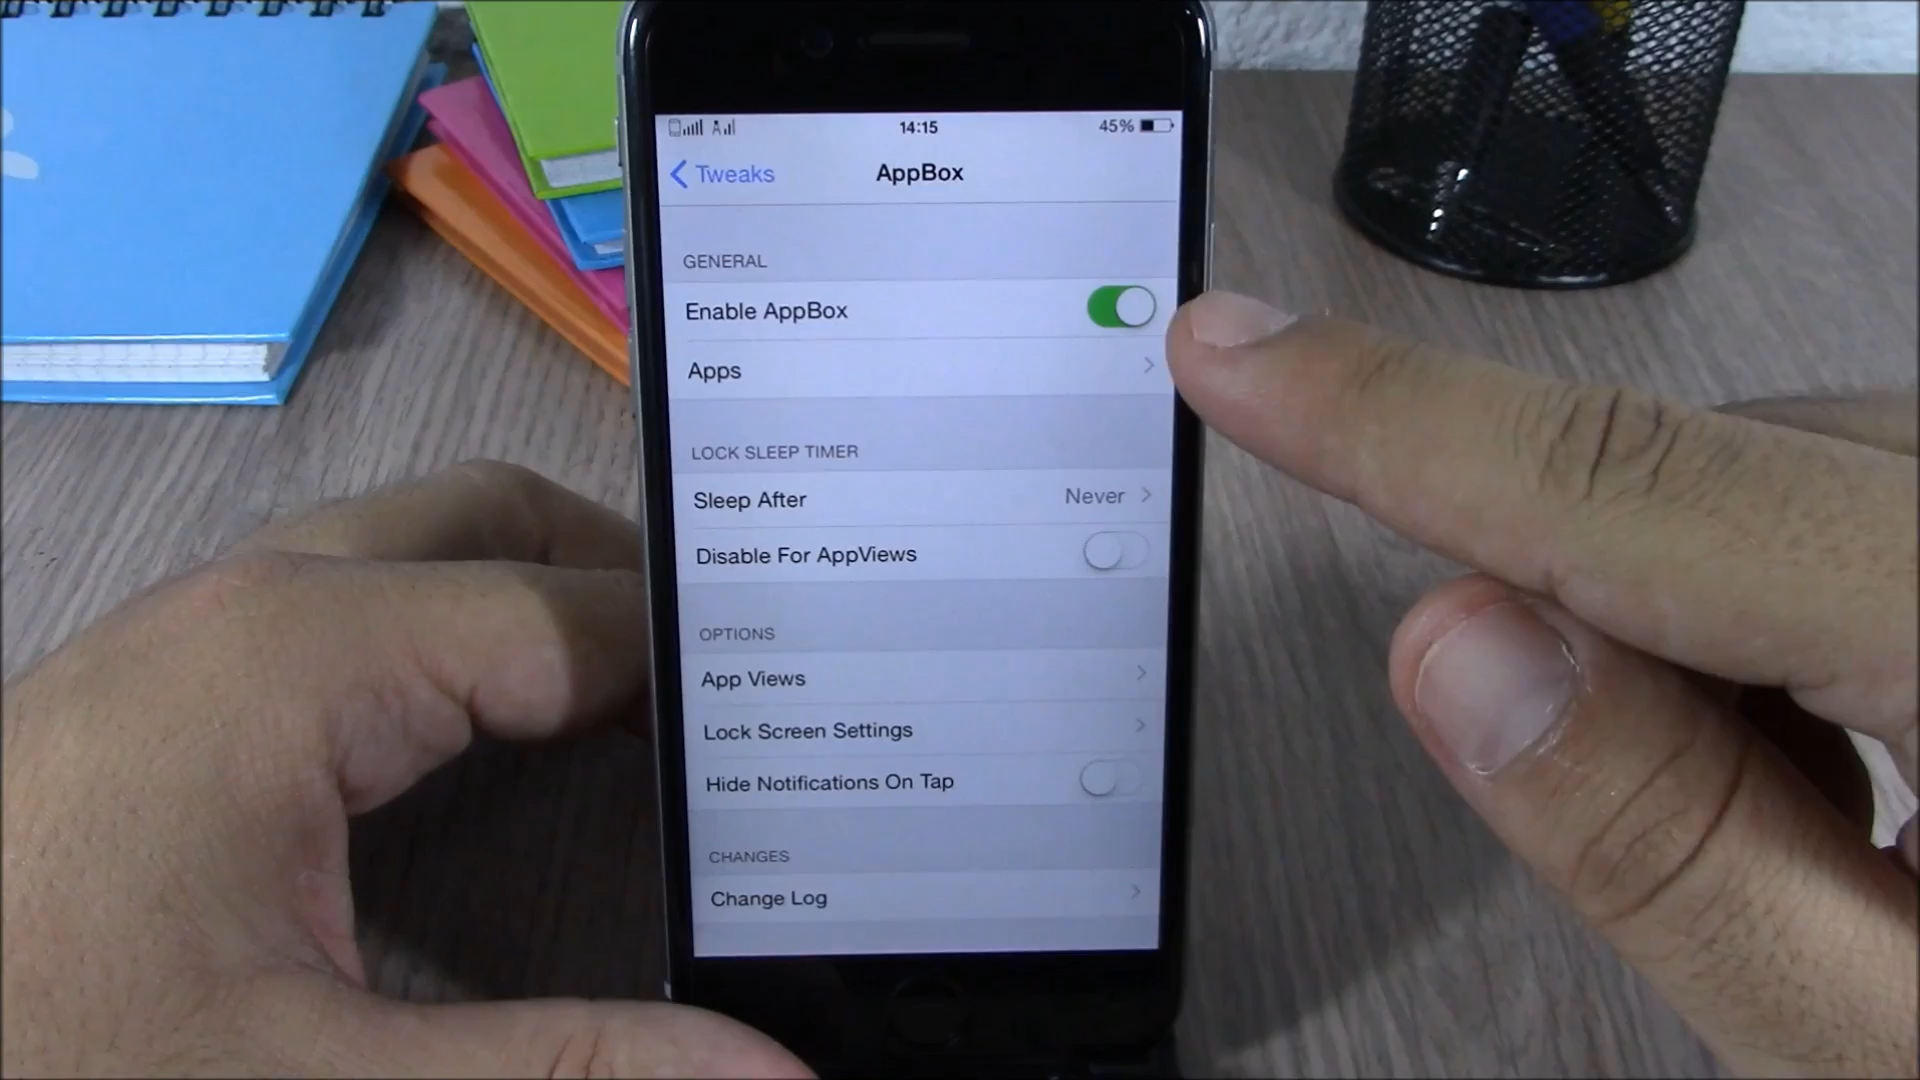 14:15
45%
Tweaks
AppBox
GENERAL
Enable AppBox
Apps
LOCK SLEEP TIMER
Sleep After Never
Disable For AppViews
OPTIONS
App Views
Lock Screen Settings
Hide Notifications On Tap
CHANGES
Change Log